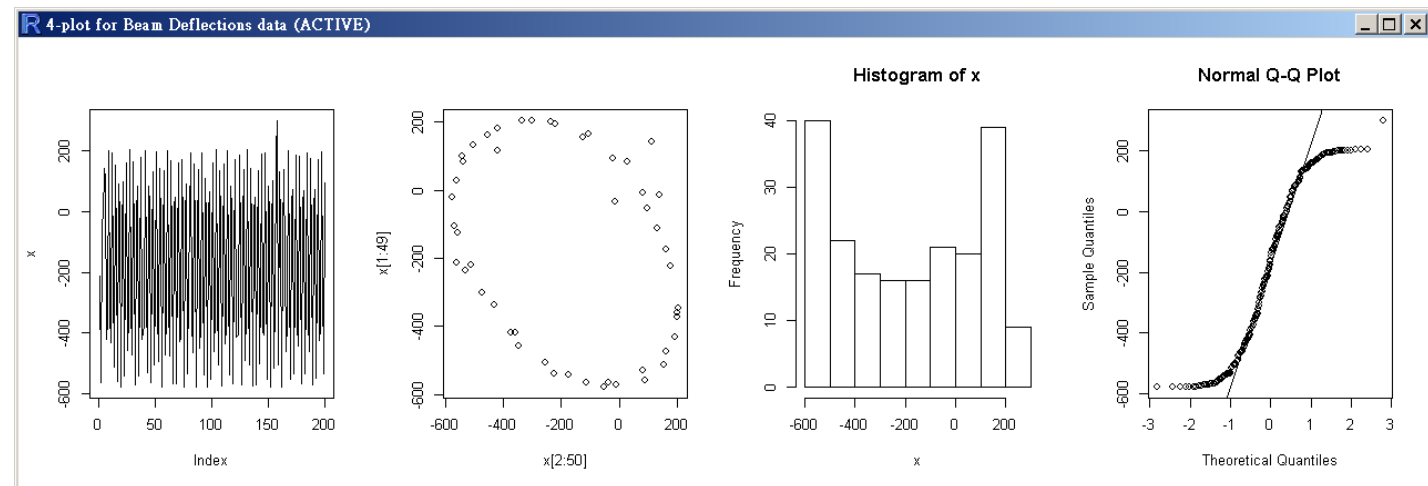 4-plot for Beam Deflections data (ACTIVE)
x
200
0
-200
-400
-600
0 50 100 150 200
Index
x[1:49]
200
0
-200
-400
-600
-600 -400 -200 0 200
x[2:50]
Histogram of x
Frequency
40
30
20
10
0
-600 -400 -200 0 200
x
Normal Q-Q Plot
Sample Quantiles
200
0
-200
-400
-600
-3 -2 -1 0 1 2 3
Theoretical Quantiles